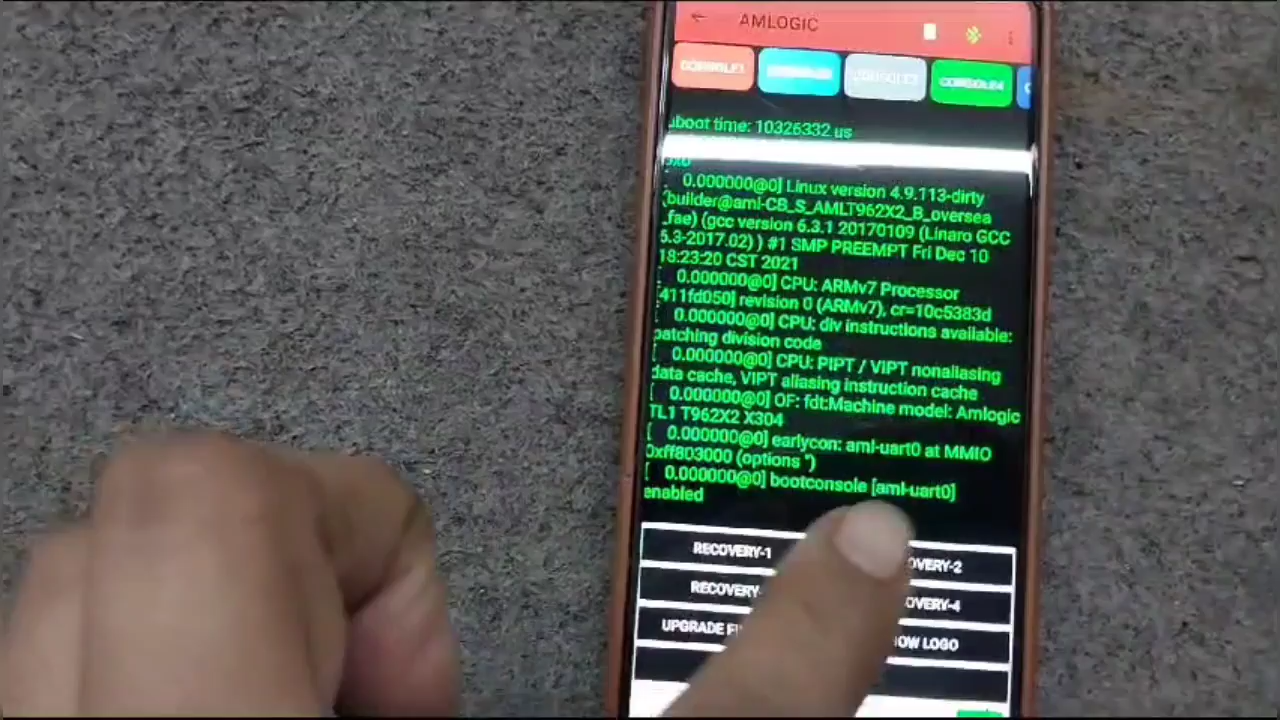 AMLOGIC
CONSOLE1
CONSOLE3
CONSOLE4
uboot time: 10326332 us
0x0
[ 0.000000@0] Linux version 4.9.113-dirty
(builder@aml-CB_S_AMLT962X2_B_oversea
_fae) (gcc version 6.3.1 20170109 (Linaro GCC
6.3-2017.02) ) #1 SMP PREEMPT Fri Dec 10
18:23:20 CST 2021
[ 0.000000@0] CPU: ARMv7 Processor
[411fd050] revision 0 (ARMv7), cr=10c5383d
[ 0.000000@0] CPU: div instructions available:
patching division code
[ 0.000000@0] CPU: PIPT / VIPT nonaliasing
data cache, VIPT aliasing instruction cache
[ 0.000000@0] OF: fdt:Machine model: Amlogic
TL1 T962X2 X304
[ 0.000000@0] earlycon: aml-uart0 at MMIO
0xff803000 (options '')
[ 0.000000@0] bootconsole [aml-uart0]
enabled
RECOVERY-1
OVERY-2
RECOVERY-
OVERY-4
UPGRADE
OW LOGO